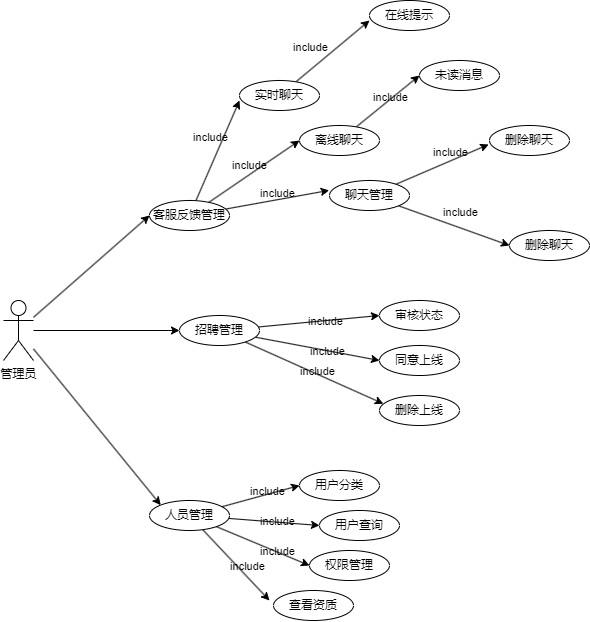 在线提示
include
未读消息
实时聊天
include
include
离线聊天
删除聊天
include
include
聊天管理
include
客服反馈管理
include
删除聊天
管理员
招聘管理
include
审核状态
include
同意上线
include
删除上线
人员管理
include
用户分类
include
用户查询
include
权限管理
include
查看资质